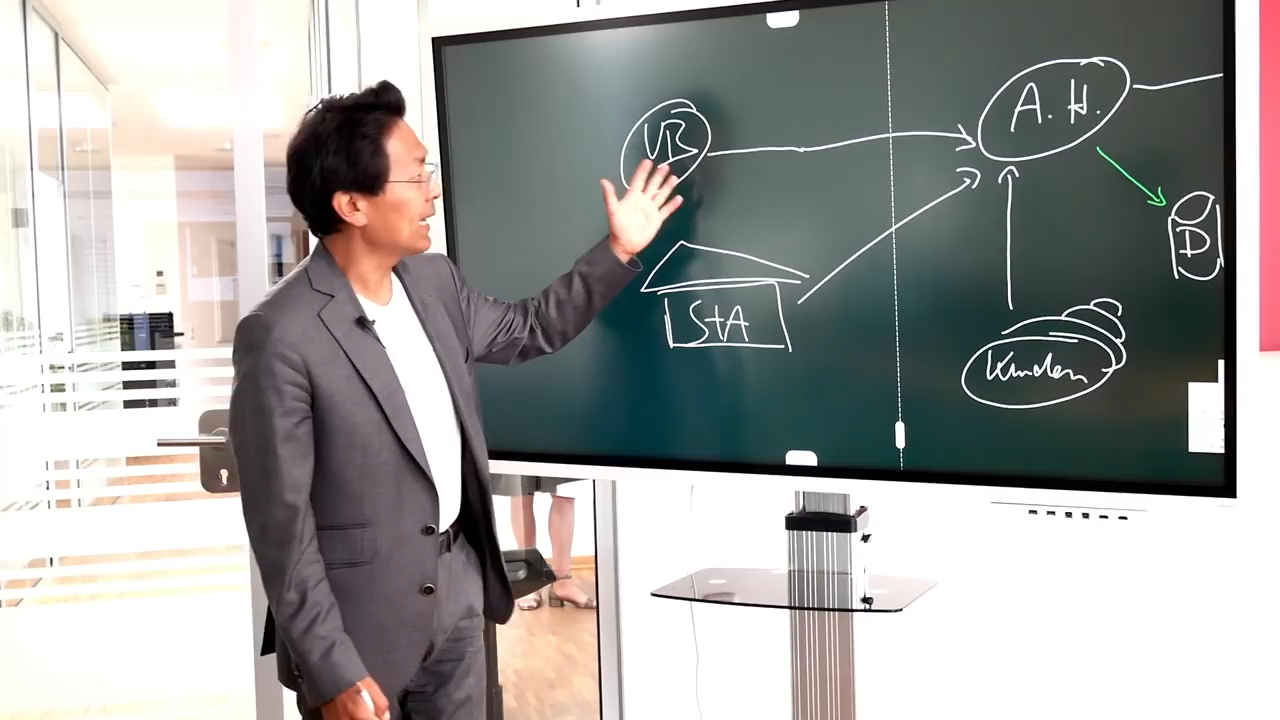 VB
A. H.
D
StA
Kunden